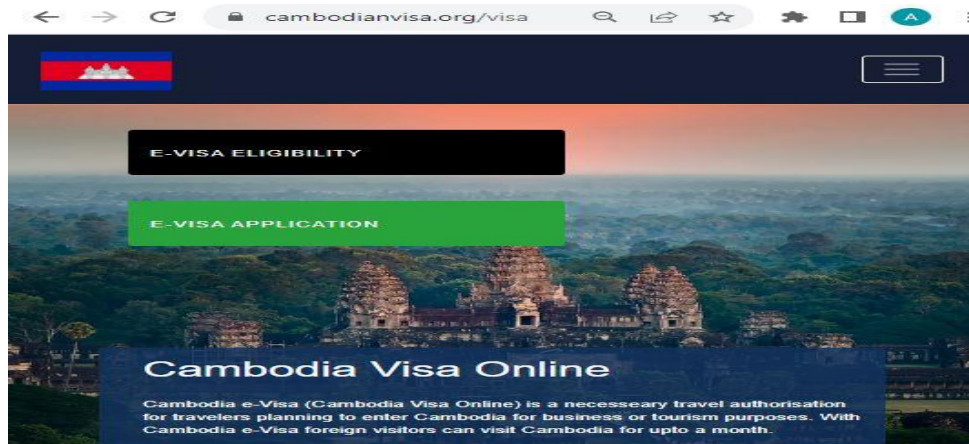 cambodianvisa.org/visa
A
E-VISA ELIGIBILITY
E-VISA APPLICATION
Cambodia Visa Online
Cambodia e-Visa (Cambodia Visa Online) is a necesseary travel authorisation
for travelers planning to enter Cambodia for business or tourism purposes. With
Cambodia e-Visa foreign visitors can visit Cambodia for upto a month.